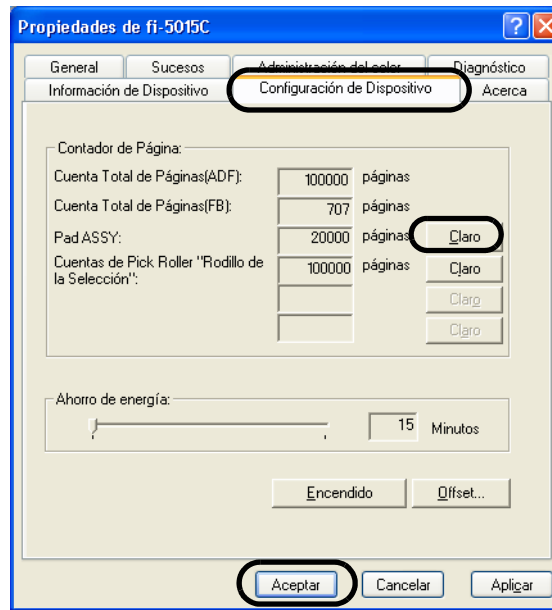 Propiedades de fi-5015C
General Sucesos Administración del color Diagnóstico
Información de Dispositivo Configuración de Dispositivo Acerca
Contador de Página:
Cuenta Total de Páginas(ADF): 100000 páginas
Cuenta Total de Páginas(FB): 707 páginas
Pad ASSY: 20000 páginas Claro
Cuentas de Pick Roller "Rodillo de 100000 páginas Claro
la Selección":
Claro
Claro
Ahorro de energía:
15 Minutos
Encendido Offset...
Aceptar Cancelar Aplicar